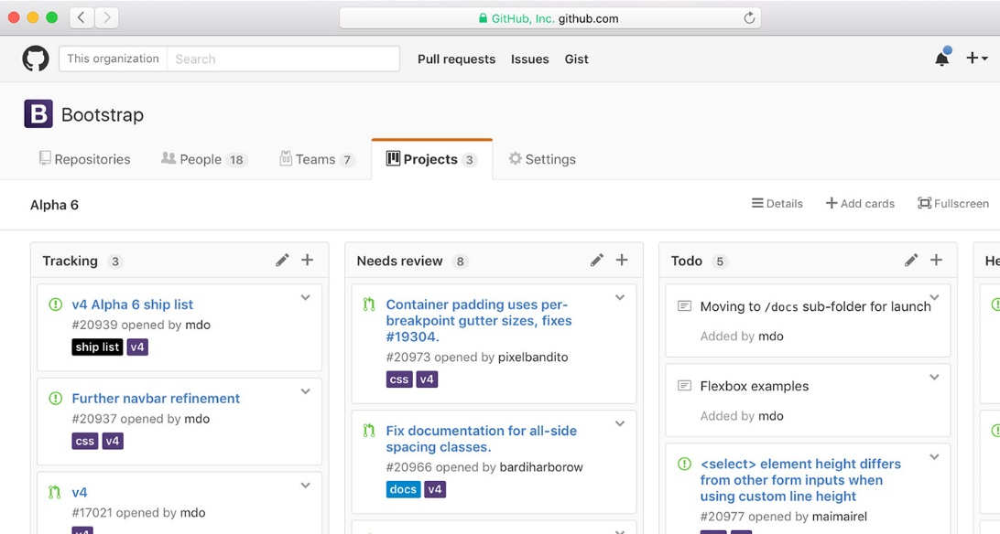 GitHub, Inc. github.com
This organization Search Pull requests Issues Gist
B Bootstrap
Repositories People 18 Teams 7 Projects 3 Settings
Alpha 6 Details Add cards Fullscreen
Tracking 3
v4 Alpha 6 ship list
#20939 opened by mdo
ship list v4
Further navbar refinement
#20937 opened by mdo
css v4
v4
#17021 opened by mdo
v4
Needs review 8
Container padding uses per-
breakpoint gutter sizes, fixes
#19304.
#20973 opened by pixelbandito
css v4
Fix documentation for all-side
spacing classes.
#20966 opened by bardiharborow
docs v4
Todo 5
Moving to /docs sub-folder for launch
Added by mdo
Flexbox examples
Added by mdo
<select> element height differs
from other form inputs when
using custom line height
#20977 opened by maimairel
He